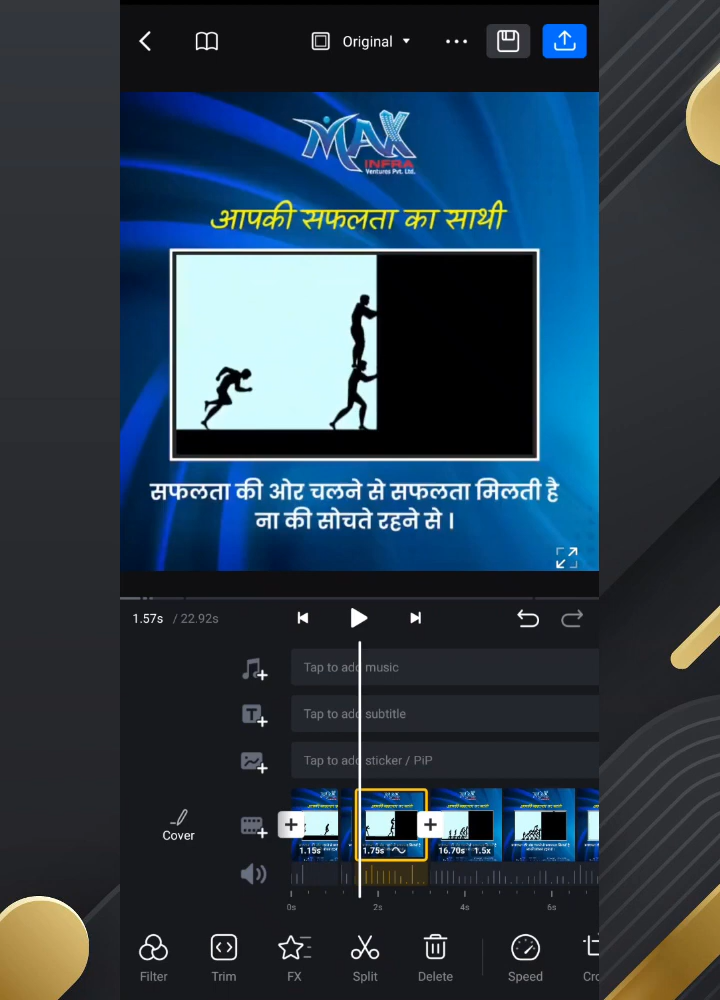 Original
MAX
INFRA
Ventures Pvt. Ltd.
आपकी सफलता का साथी
सफलता की ओर चलने से सफलता मिलती है
ना की सोचते रहने से ।
1.57s / 22.92s
Tap to add music
Tap to add subtitle
Tap to add sticker / PiP
Cover
1.15s 1.75s 16.70s 1.5x
0s 2s 4s 6s
Filter Trim FX Split Delete Speed